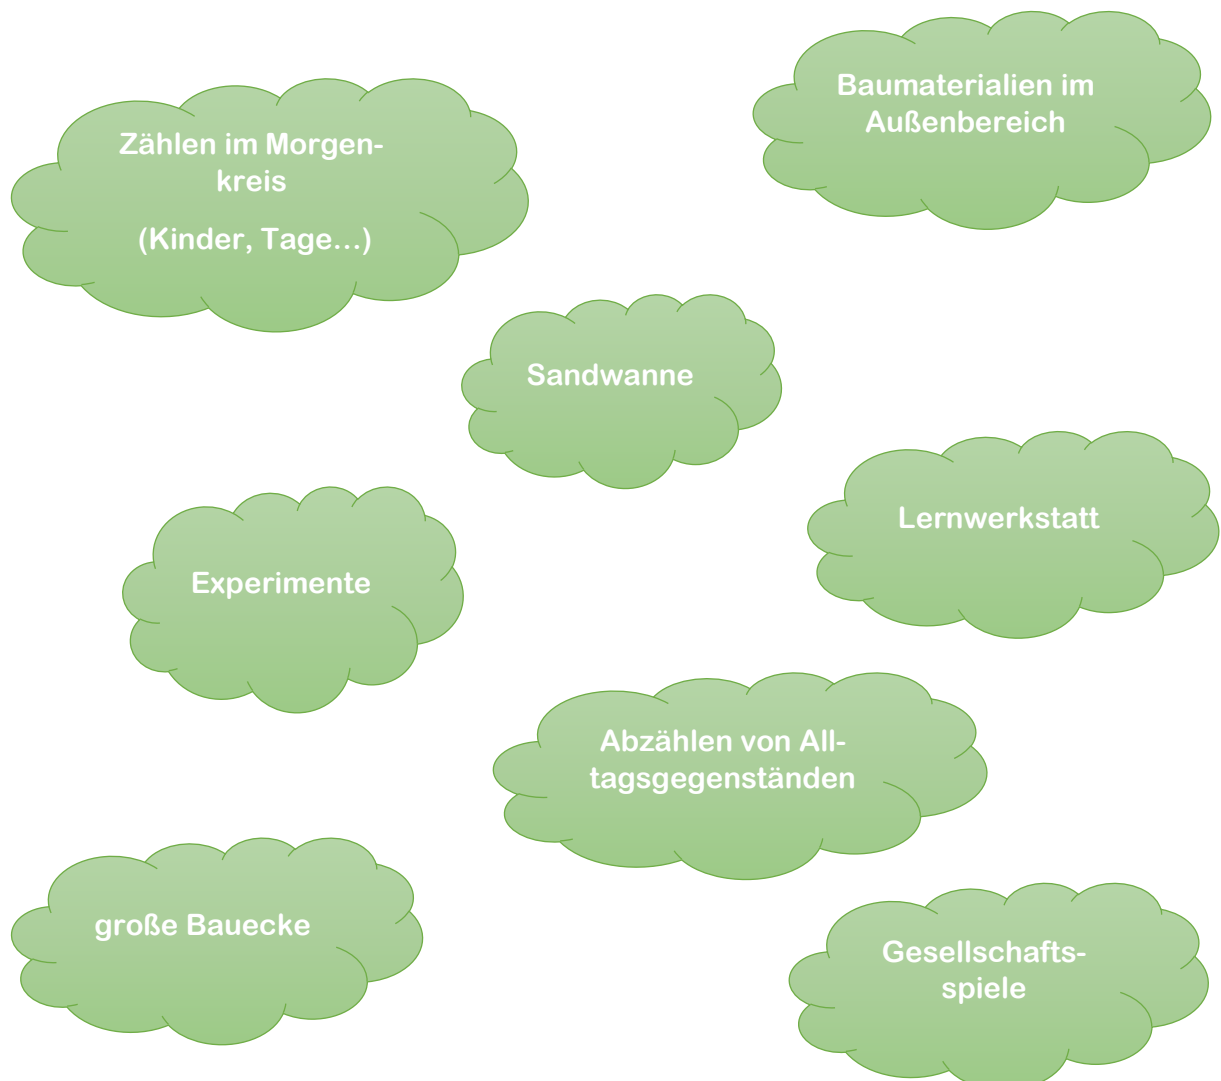 Zählen im Morgen-
kreis
(Kinder, Tage...)
Baumaterialien im
Außenbereich
Sandwanne
Lernwerkstatt
Experimente
Abzählen von All-
tagsgegenständen
große Bauecke
Gesellschafts-
spiele